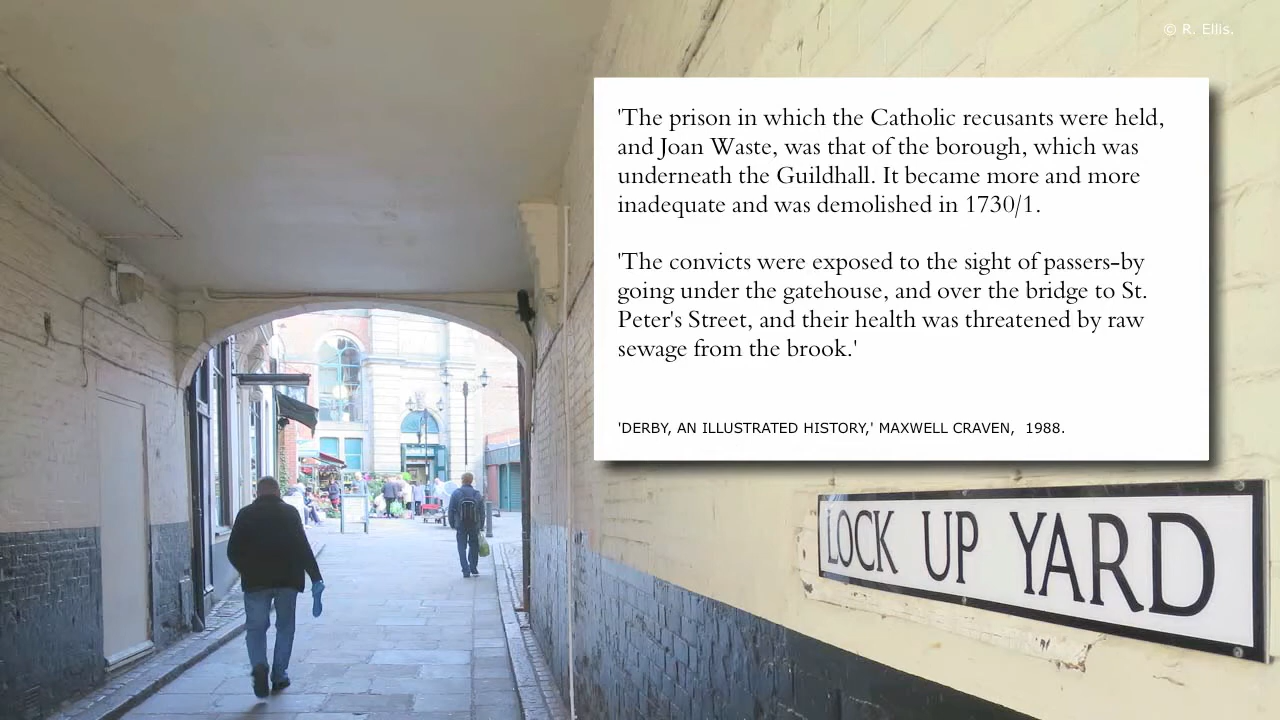 © R. Ellis.
'The prison in which the Catholic recusants were held,
and Joan Waste, was that of the borough, which was
underneath the Guildhall. It became more and more
inadequate and was demolished in 1730/1.
'The convicts were exposed to the sight of passers-by
going under the gatehouse, and over the bridge to St.
Peter's Street, and their health was threatened by raw
sewage from the brook.'
'DERBY, AN ILLUSTRATED HISTORY,' MAXWELL CRAVEN, 1988.
LOCK UP YARD